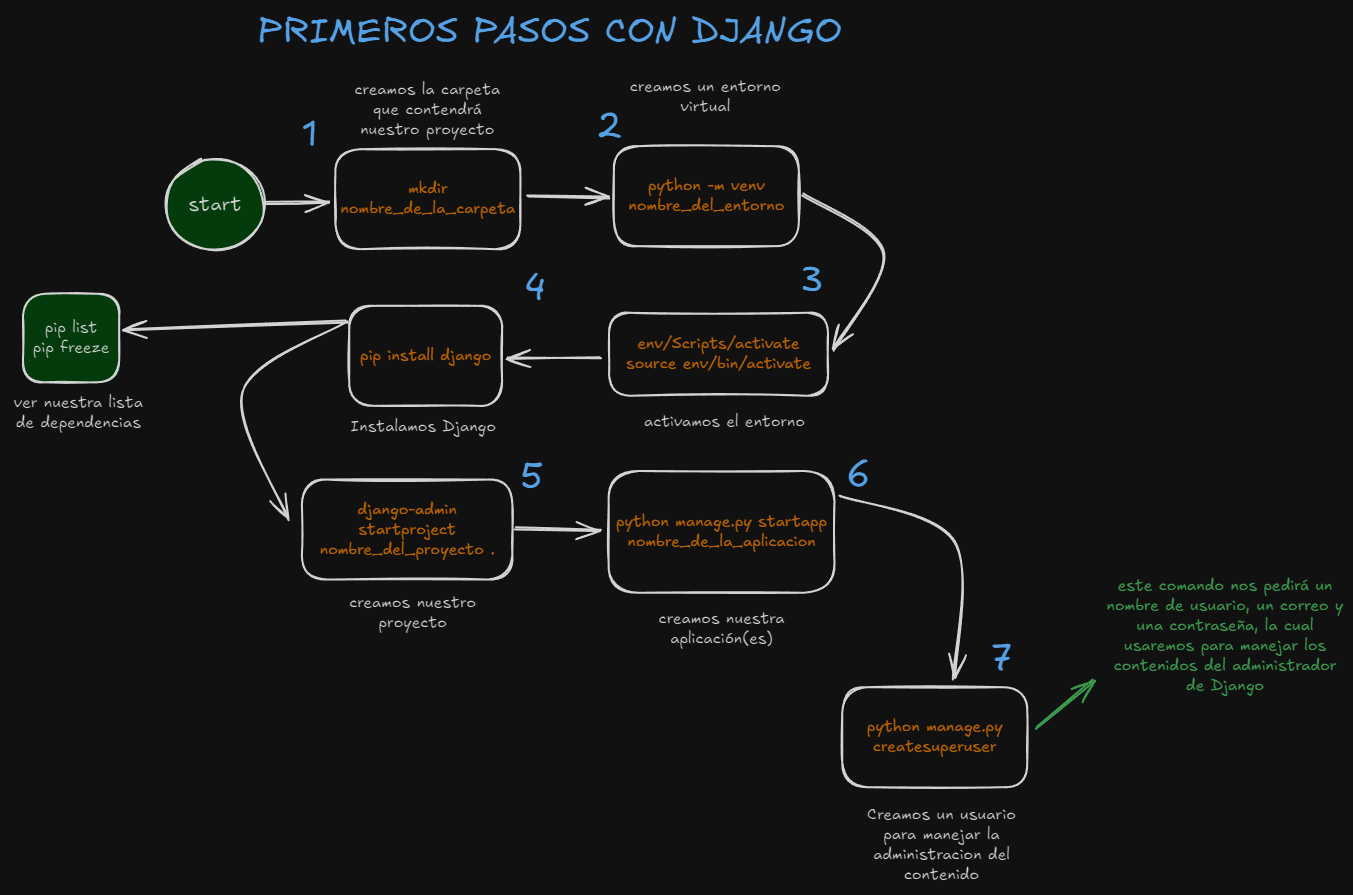 PRIMEROS PASOS CON DJANGO
start
1
creamos la carpeta
que contendrá
nuestro proyecto
mkdir
nombre_de_la_carpeta
2
creamos un entorno
virtual
python -m venv
nombre_del_entorno
3
env/Scripts/activate
source env/bin/activate
activamos el entorno
4
pip install django
Instalamos Django
pip list
pip freeze
ver nuestra lista
de dependencias
5
django-admin
startproject
nombre_del_proyecto .
creamos nuestro
proyecto
6
python manage.py startapp
nombre_de_la_aplicacion
creamos nuestra
aplicación(es)
7
python manage.py
createsuperuser
Creamos un usuario
para manejar la
administracion del
contenido
este comando nos pedirá un
nombre de usuario, un correo y
una contraseña, la cual
usaremos para manejar los
contenidos del administrador
de Django